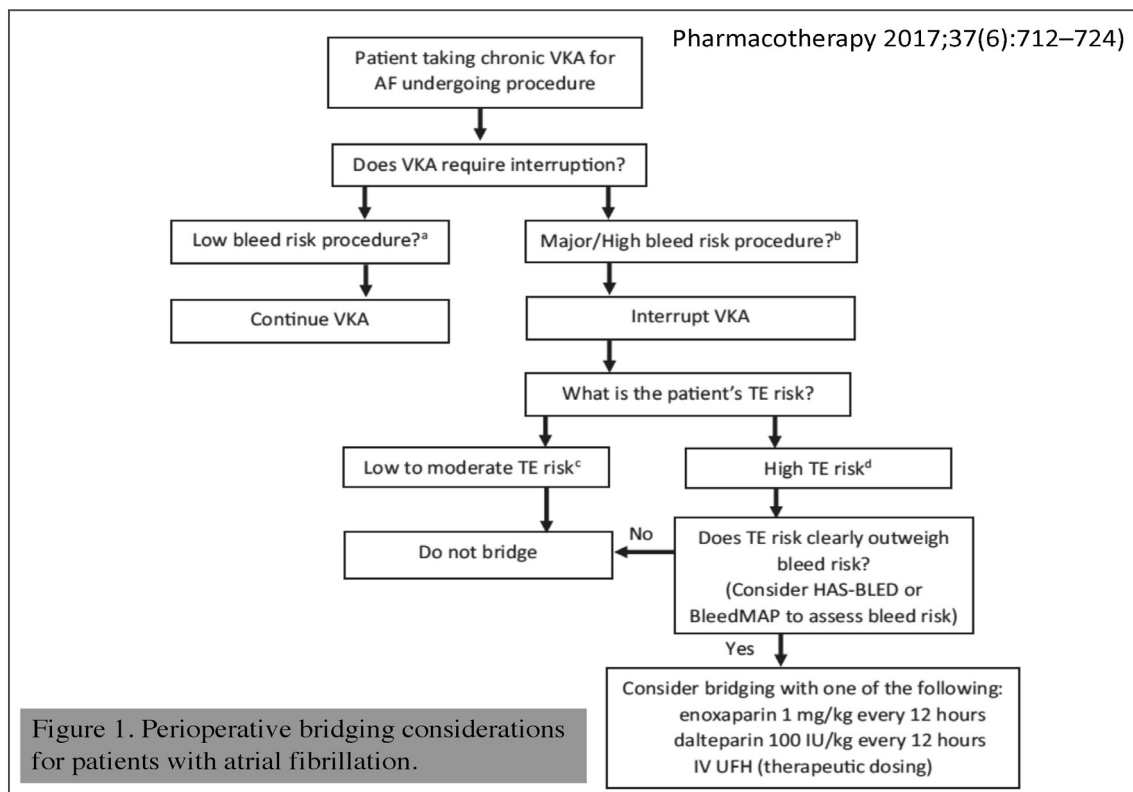 Pharmacotherapy 2017;37(6):712–724)
Patient taking chronic VKA for
AF undergoing procedure
Does VKA require interruption?
Low bleed risk procedure?ᵃ
Major/High bleed risk procedure?ᵇ
Continue VKA
Interrupt VKA
What is the patient's TE risk?
Low to moderate TE riskᶜ
High TE riskᵈ
Do not bridge
No
Does TE risk clearly outweigh
bleed risk?
(Consider HAS-BLED or
BleedMAP to assess bleed risk)
Yes
Consider bridging with one of the following:
enoxaparin 1 mg/kg every 12 hours
dalteparin 100 IU/kg every 12 hours
IV UFH (therapeutic dosing)
Figure 1. Perioperative bridging considerations
for patients with atrial fibrillation.